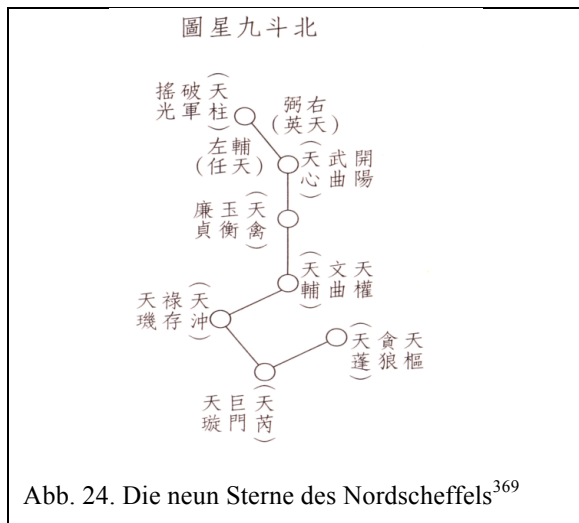 北斗九星圖
右弼
(天英)
(天柱)
破軍
搖光
左輔
(天任)
開陽
武曲
(天心)
(天禽)
玉衡
廉貞
天權
文曲
(天輔)
(天沖)
祿存
天璣
天樞
貪狼
(天蓬)
(天芮)
巨門
天璇
Abb. 24. Die neun Sterne des Nordscheffels369